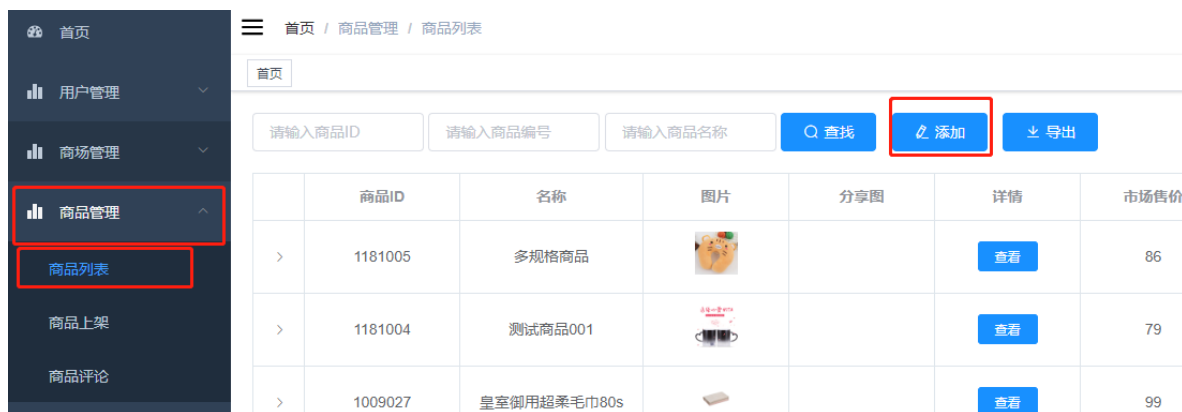 首页
用户管理
商场管理
商品管理
商品列表
商品上架
商品评论
首页 / 商品管理 / 商品列表
首页
请输入商品ID 请输入商品编号 请输入商品名称 查找 添加 导出
商品ID 名称 图片 分享图 详情 市场售价
1181005 多规格商品 查看 86
1181004 测试商品001 查看 79
1009027 皇室御用超柔毛巾80s 查看 99